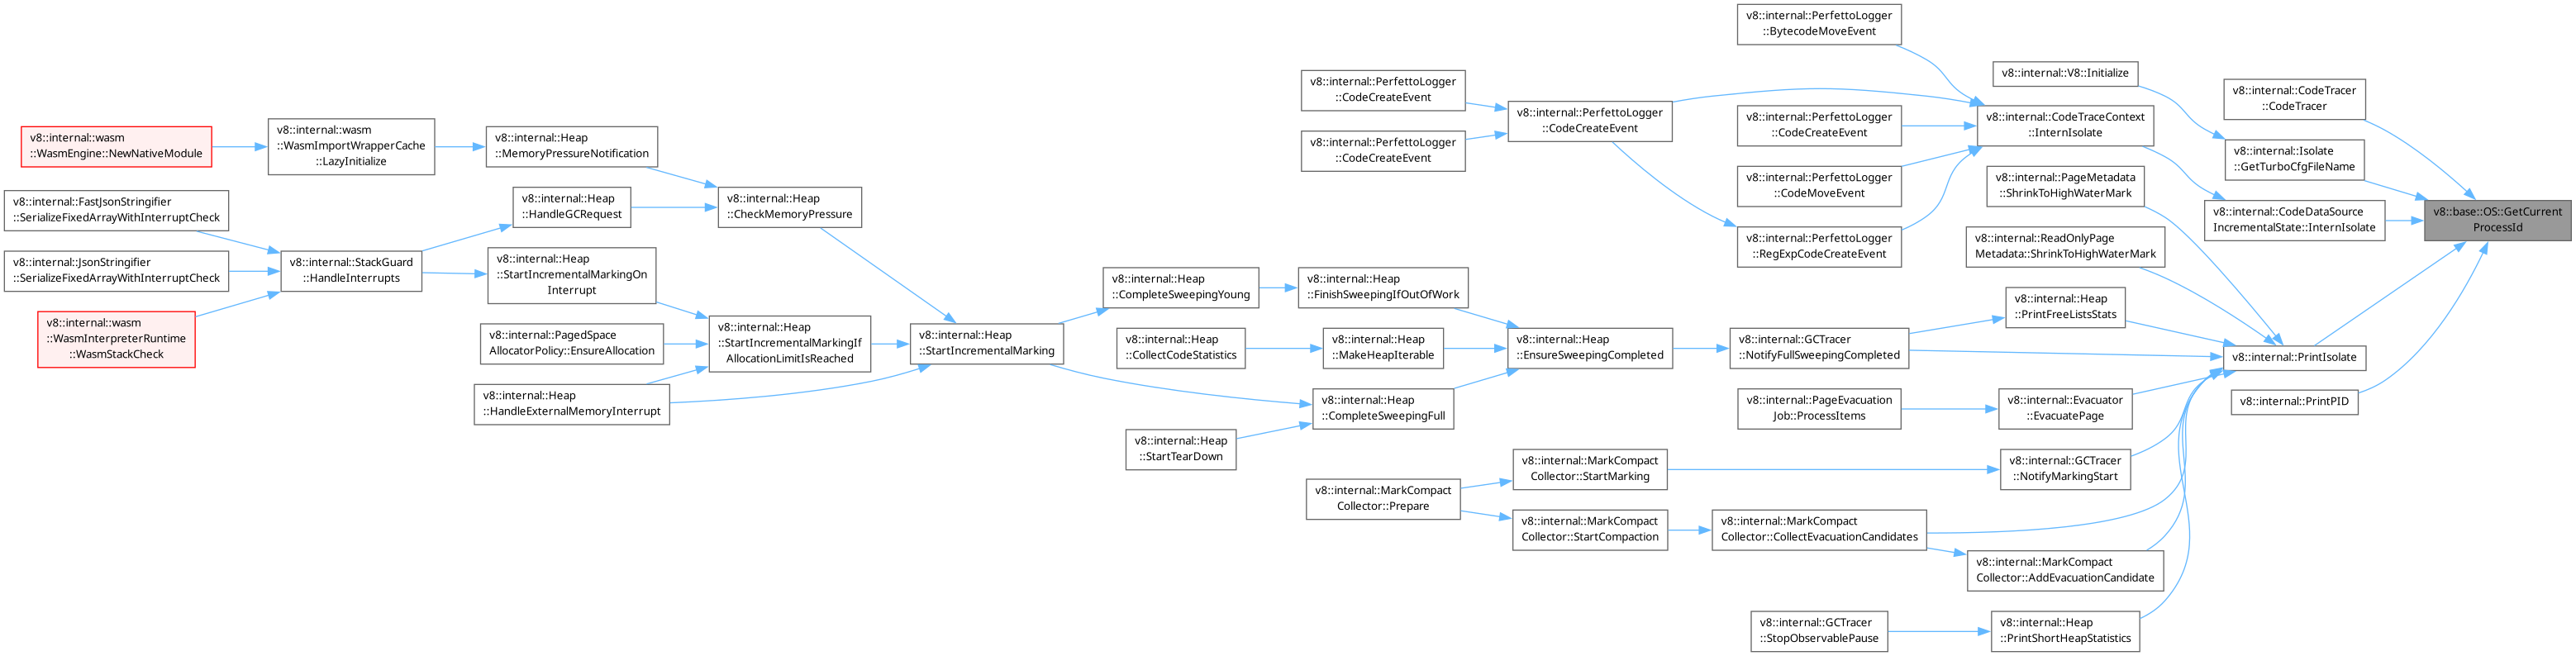 v8::internal::PerfettoLogger
::BytecodeMoveEvent
v8::internal::V8::Initialize
v8::internal::CodeTracer
::CodeTracer
v8::internal::PerfettoLogger
::CodeCreateEvent
v8::internal::PerfettoLogger
::CodeCreateEvent
v8::internal::PerfettoLogger
::CodeCreateEvent
v8::internal::CodeTraceContext
::InternIsolate
v8::internal::PerfettoLogger
::CodeCreateEvent
v8::internal::wasm
::WasmEngine::NewNativeModule
v8::internal::wasm
::WasmImportWrapperCache
::LazyInitialize
v8::internal::Heap
::MemoryPressureNotification
v8::internal::Isolate
::GetTurboCfgFileName
v8::internal::PerfettoLogger
::CodeMoveEvent
v8::internal::PageMetadata
::ShrinkToHighWaterMark
v8::internal::FastJsonStringifier
::SerializeFixedArrayWithInterruptCheck
v8::internal::Heap
::HandleGCRequest
v8::internal::Heap
::CheckMemoryPressure
v8::internal::CodeDataSource
IncrementalState::InternIsolate
v8::base::OS::GetCurrent
ProcessId
v8::internal::PerfettoLogger
::RegExpCodeCreateEvent
v8::internal::ReadOnlyPage
Metadata::ShrinkToHighWaterMark
v8::internal::JsonStringifier
::SerializeFixedArrayWithInterruptCheck
v8::internal::StackGuard
::HandleInterrupts
v8::internal::Heap
::StartIncrementalMarkingOn
Interrupt
v8::internal::Heap
::CompleteSweepingYoung
v8::internal::Heap
::FinishSweepingIfOutOfWork
v8::internal::Heap
::PrintFreeListsStats
v8::internal::wasm
::WasmInterpreterRuntime
::WasmStackCheck
v8::internal::PagedSpace
AllocatorPolicy::EnsureAllocation
v8::internal::Heap
::StartIncrementalMarkingIf
AllocationLimitIsReached
v8::internal::Heap
::StartIncrementalMarking
v8::internal::Heap
::CollectCodeStatistics
v8::internal::Heap
::MakeHeapIterable
v8::internal::Heap
::EnsureSweepingCompleted
v8::internal::GCTracer
::NotifyFullSweepingCompleted
v8::internal::PrintIsolate
v8::internal::Heap
::HandleExternalMemoryInterrupt
v8::internal::Heap
::CompleteSweepingFull
v8::internal::PageEvacuation
Job::ProcessItems
v8::internal::Evacuator
::EvacuatePage
v8::internal::PrintPID
v8::internal::Heap
::StartTearDown
v8::internal::MarkCompact
Collector::StartMarking
v8::internal::GCTracer
::NotifyMarkingStart
v8::internal::MarkCompact
Collector::Prepare
v8::internal::MarkCompact
Collector::StartCompaction
v8::internal::MarkCompact
Collector::CollectEvacuationCandidates
v8::internal::MarkCompact
Collector::AddEvacuationCandidate
v8::internal::GCTracer
::StopObservablePause
v8::internal::Heap
::PrintShortHeapStatistics